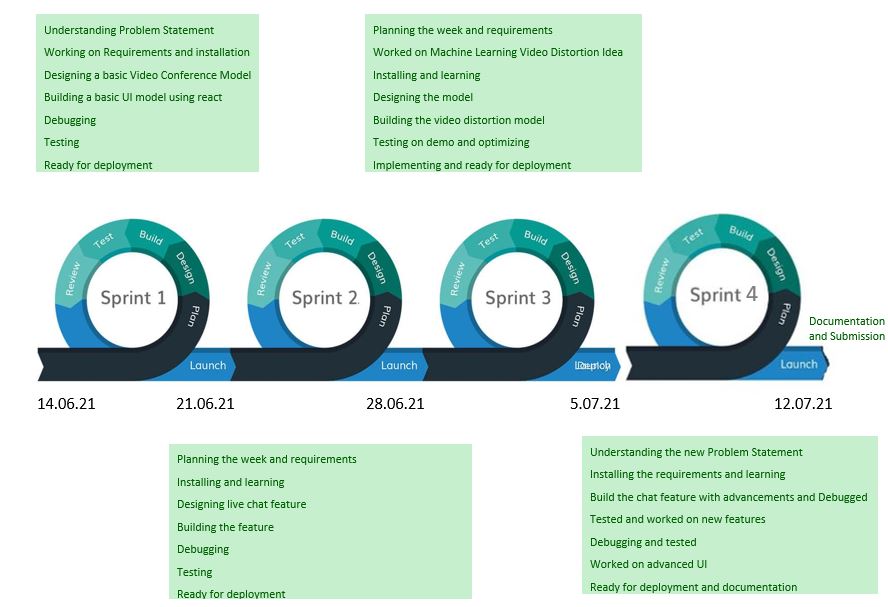 Understanding Problem Statement
Working on Requirements and installation
Designing a basic Video Conference Model
Building a basic UI model using react
Debugging
Testing
Ready for deployment
Planning the week and requirements
Worked on Machine Learning Video Distortion Idea
Installing and learning
Designing the model
Building the video distortion model
Testing on demo and optimizing
Implementing and ready for deployment
Review
Test
Build
Design
Plan
Sprint 1
Launch
Review
Test
Build
Design
Plan
Sprint 2
Launch
Review
Test
Build
Design
Plan
Sprint 3
Launch
Review
Test
Build
Design
Plan
Sprint 4
Launch
Documentation
and Submission
14.06.21
21.06.21
28.06.21
5.07.21
12.07.21
Planning the week and requirements
Installing and learning
Designing live chat feature
Building the feature
Debugging
Testing
Ready for deployment
Understanding the new Problem Statement
Installing the requirements and learning
Build the chat feature with advancements and Debugged
Tested and worked on new features
Debugging and tested
Worked on advanced UI
Ready for deployment and documentation